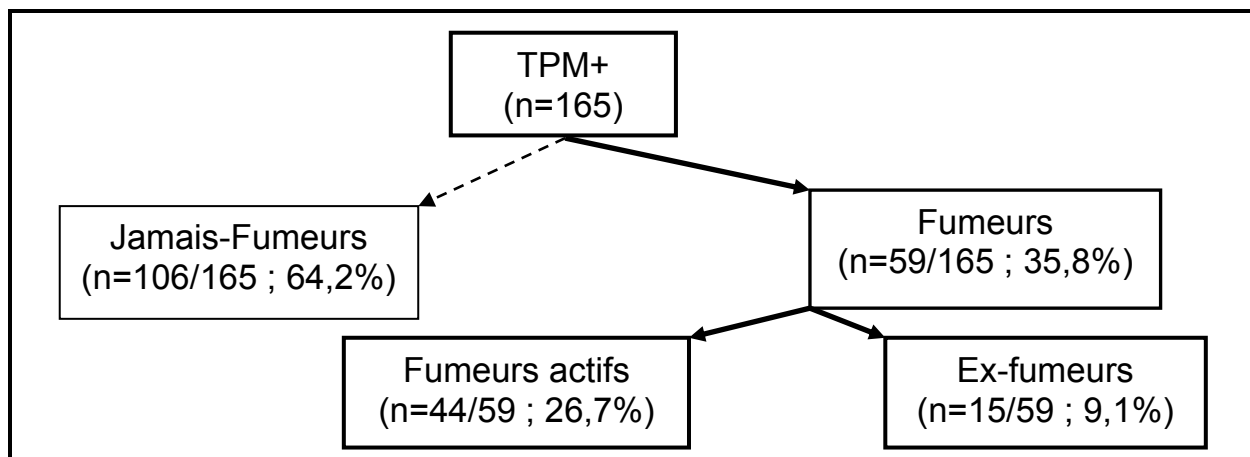 TPM+
(n=165)
Jamais-Fumeurs
(n=106/165 ; 64,2%)
Fumeurs
(n=59/165 ; 35,8%)
Fumeurs actifs
(n=44/59 ; 26,7%)
Ex-fumeurs
(n=15/59 ; 9,1%)